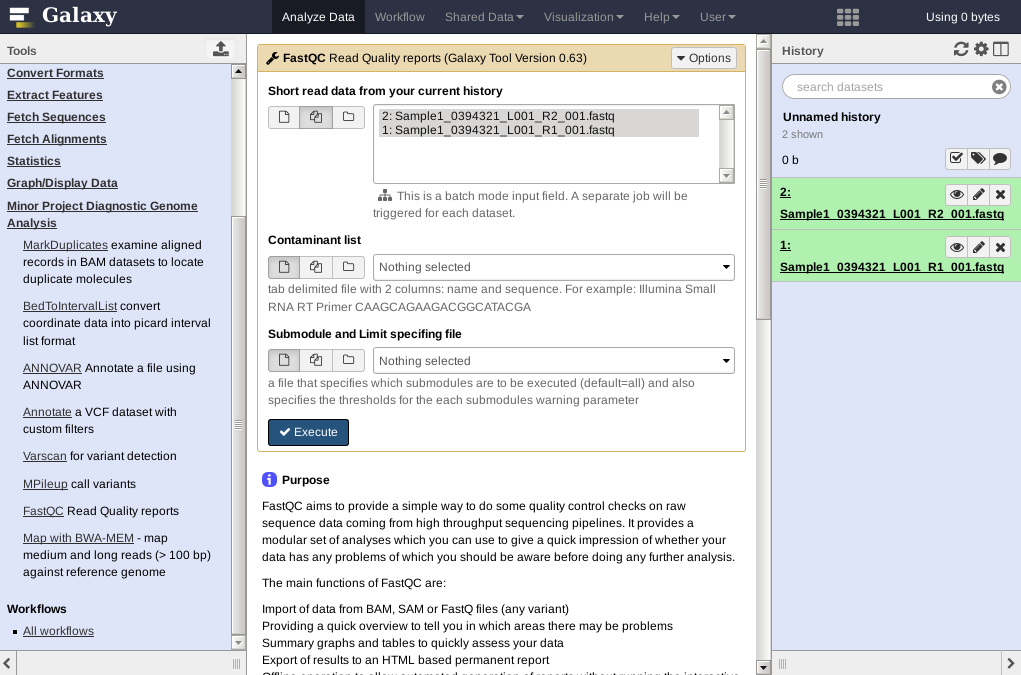 Galaxy
Analyze Data
Workflow
Shared Data
Visualization
Help
User
Using 0 bytes
Tools
Convert Formats
Extract Features
Fetch Sequences
Fetch Alignments
Statistics
Graph/Display Data
Minor Project Diagnostic Genome
Analysis
MarkDuplicates examine aligned
records in BAM datasets to locate
duplicate molecules
BedToIntervalList convert
coordinate data into picard interval
list format
ANNOVAR Annotate a file using
ANNOVAR
Annotate a VCF dataset with
custom filters
Varscan for variant detection
MPileup call variants
FastQC Read Quality reports
Map with BWA-MEM - map
medium and long reads (> 100 bp)
against reference genome
Workflows
All workflows
FastQC Read Quality reports (Galaxy Tool Version 0.63)
Options
Short read data from your current history
2: Sample1_0394321_L001_R2_001.fastq
1: Sample1_0394321_L001_R1_001.fastq
This is a batch mode input field. A separate job will be
triggered for each dataset.
Contaminant list
Nothing selected
tab delimited file with 2 columns: name and sequence. For example: Illumina Small
RNA RT Primer CAAGCAGAAGACGGCATACGA
Submodule and Limit specifing file
Nothing selected
a file that specifies which submodules are to be executed (default=all) and also
specifies the thresholds for the each submodules warning parameter
Execute
Purpose
FastQC aims to provide a simple way to do some quality control checks on raw
sequence data coming from high throughput sequencing pipelines. It provides a
modular set of analyses which you can use to give a quick impression of whether your
data has any problems of which you should be aware before doing any further analysis.
The main functions of FastQC are:
Import of data from BAM, SAM or FastQ files (any variant)
Providing a quick overview to tell you in which areas there may be problems
Summary graphs and tables to quickly assess your data
Export of results to an HTML based permanent report
History
search datasets
Unnamed history
2 shown
0 b
2:
Sample1_0394321_L001_R2_001.fastq
1:
Sample1_0394321_L001_R1_001.fastq